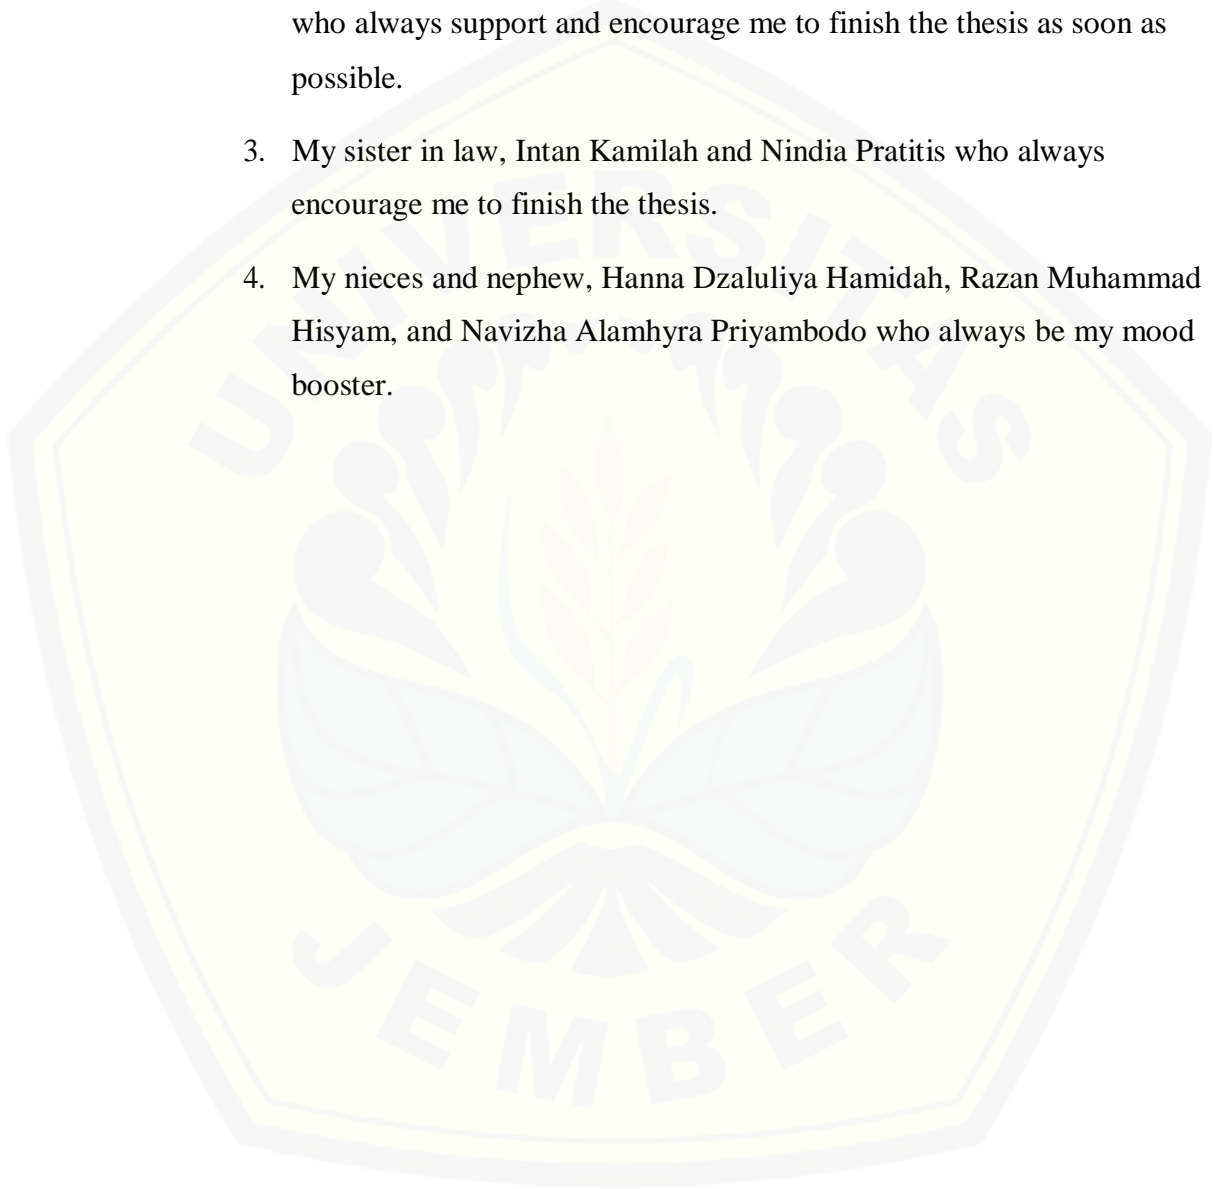 who always support and encourage me to finish the thesis as soon as
possible.
3. My sister in law, Intan Kamilah and Nindia Pratitis who always
encourage me to finish the thesis.
4. My nieces and nephew, Hanna Dzaluliya Hamidah, Razan Muhammad
Hisyam, and Navizha Alamhyra Priyambodo who always be my mood
booster.
UNIVERSITAS
JEMBER